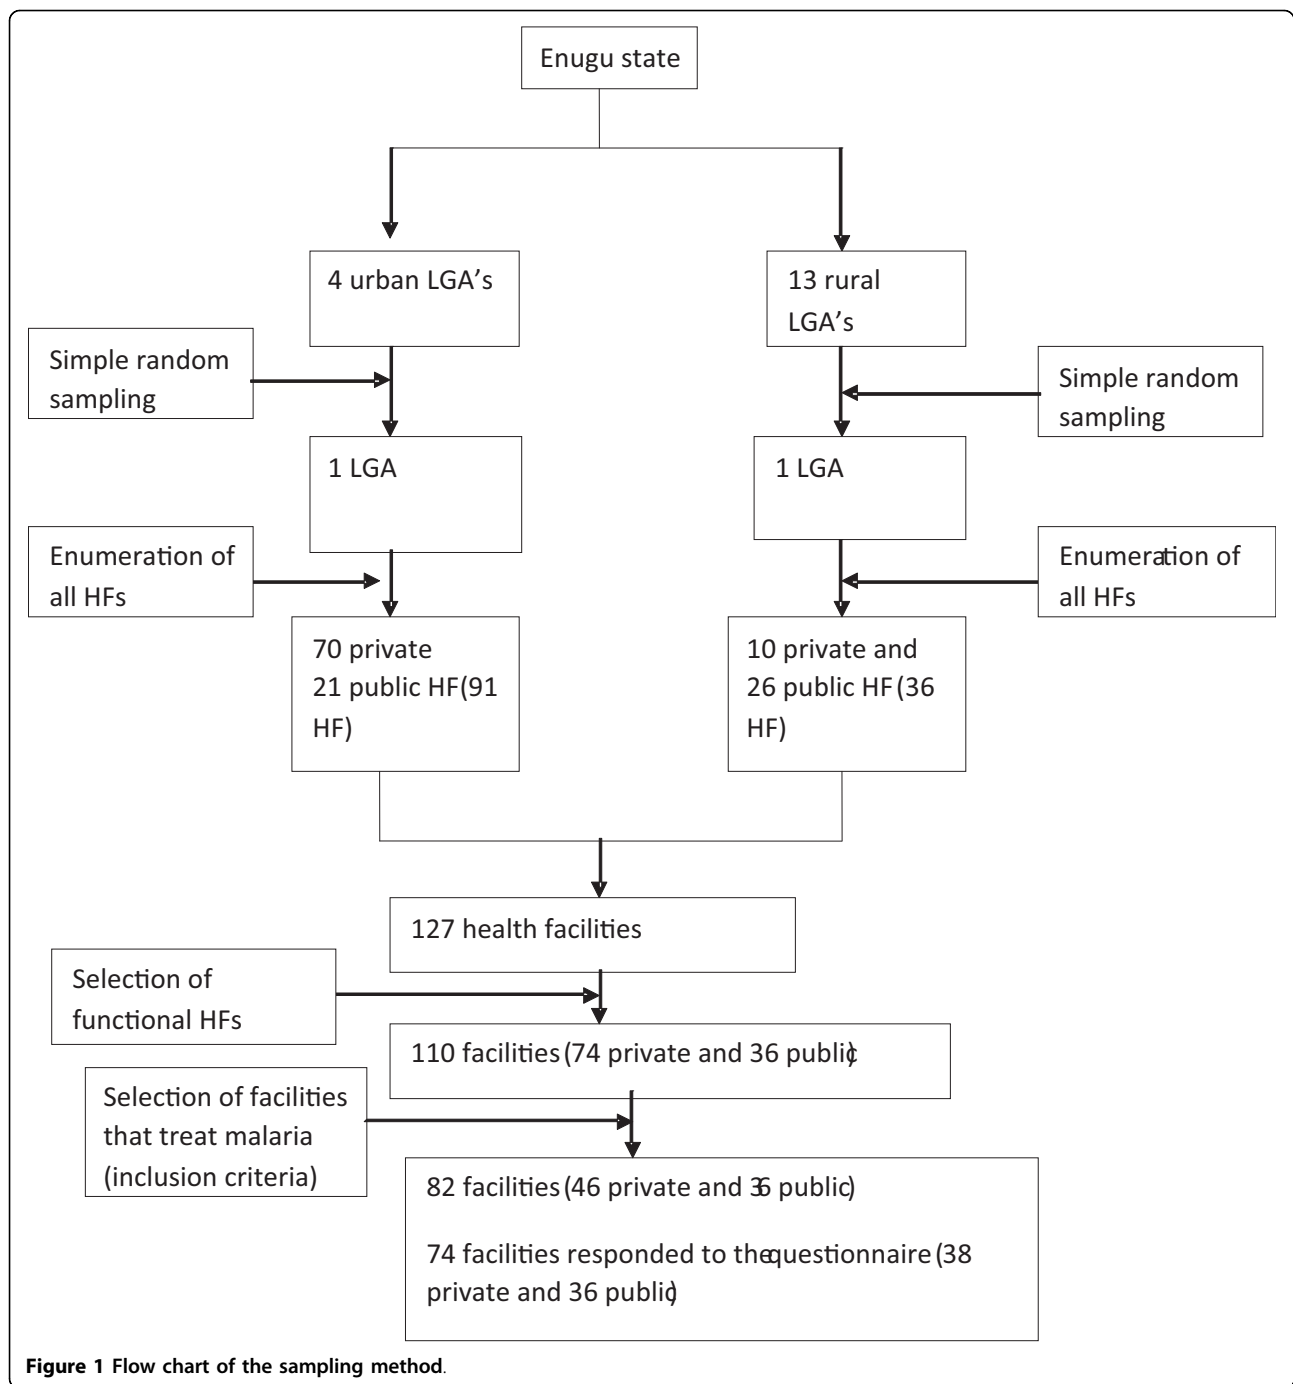 Enugu state
4 urban LGA's
13 rural
LGA's
Simple random
sampling
Simple random
sampling
1 LGA
1 LGA
Enumeration of
all HFs
Enumeration of
all HFs
70 private
21 public HF(91
HF)
10 private and
26 public HF (36
HF)
127 health facilities
Selection of
functional HFs
110 facilities (74 private and 36 public)
Selection of facilities
that treat malaria
(inclusion criteria)
82 facilities (46 private and 36 public)
74 facilities responded to the questionnaire (38
private and 36 public)
Figure 1 Flow chart of the sampling method.